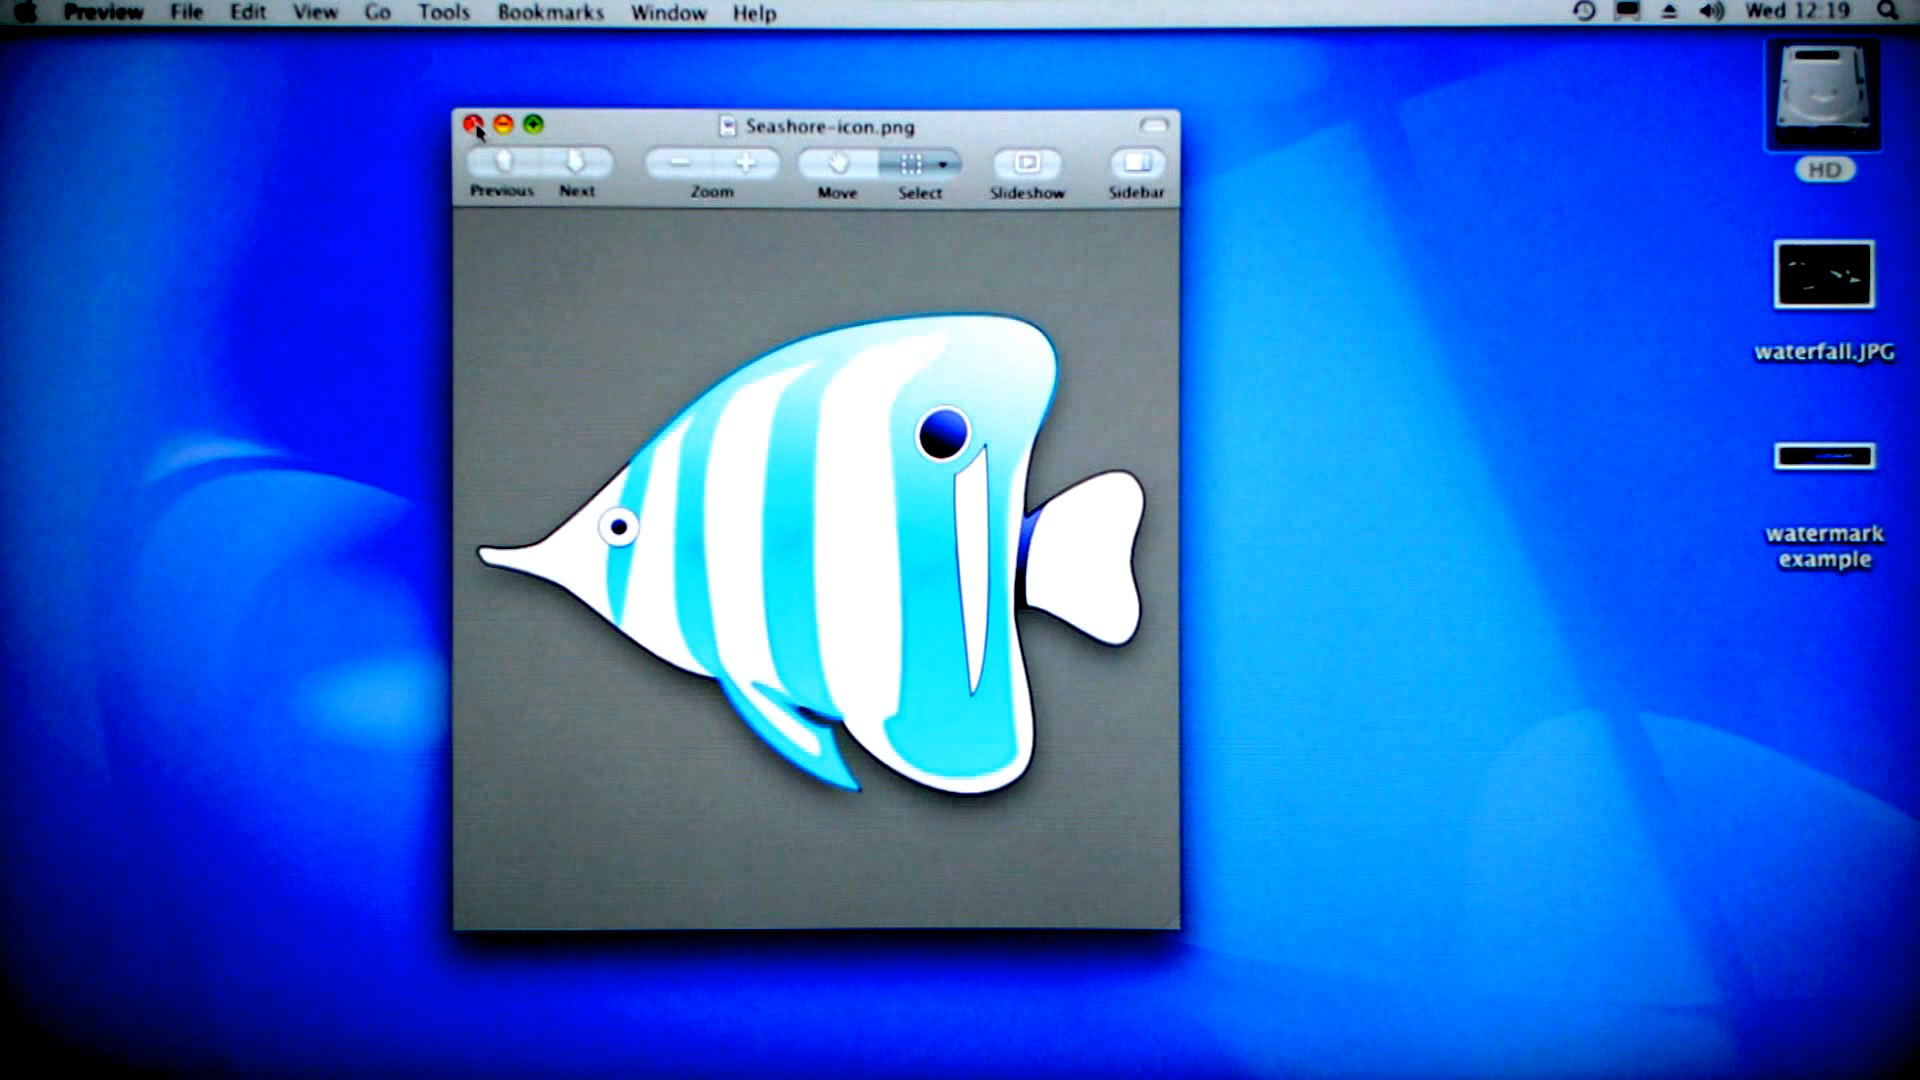 Preview File Edit View Go Tools Bookmarks Window Help Wed 12:19
Seashore-icon.png
Previous Next Zoom Move Select Slideshow Sidebar
HD
waterfall.JPG
watermark
example